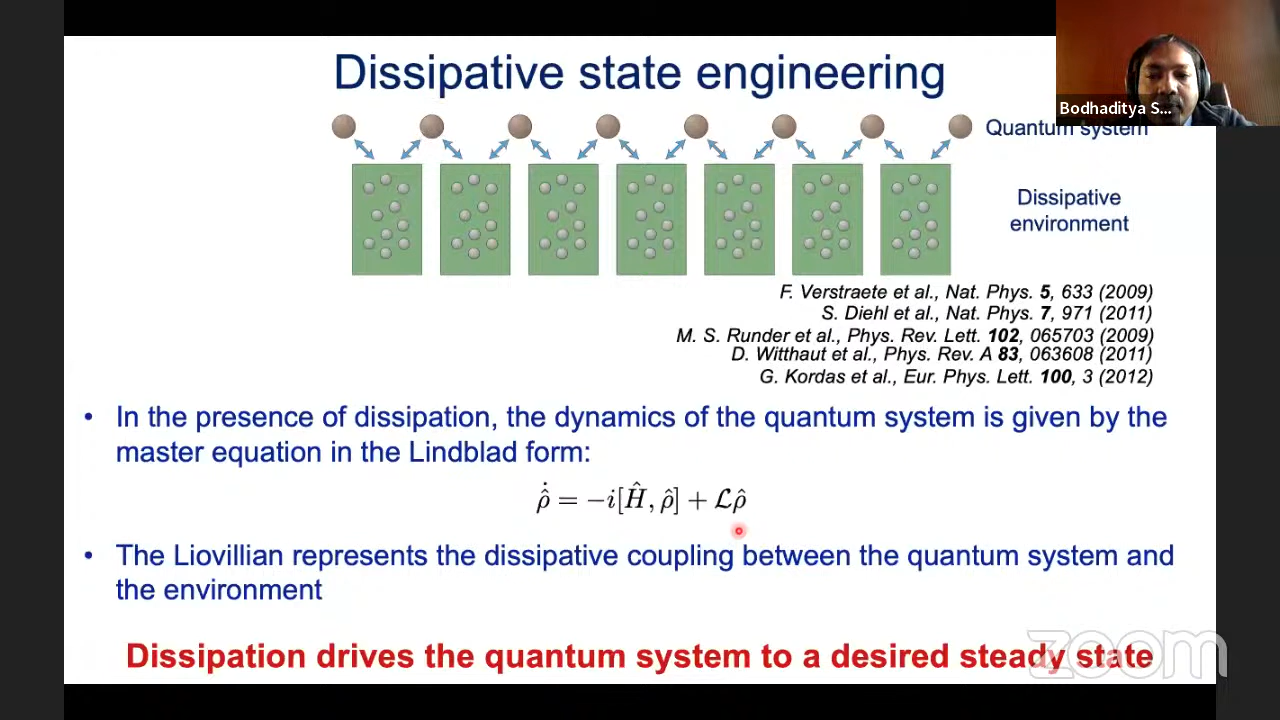 Dissipative state engineering
Bodhaditya S...
Quantum system
Dissipative
environment
F. Verstraete et al., Nat. Phys. 5, 633 (2009)
S. Diehl et al., Nat. Phys. 7, 971 (2011)
M. S. Runder et al., Phys. Rev. Lett. 102, 065703 (2009)
D. Witthaut et al., Phys. Rev. A 83, 063608 (2011)
G. Kordas et al., Eur. Phys. Lett. 100, 3 (2012)
• In the presence of dissipation, the dynamics of the quantum system is given by the
master equation in the Lindblad form:
ρ̂̇ = −i[Ĥ, ρ̂] + ℒρ̂
• The Liovillian represents the dissipative coupling between the quantum system and
the environment
Dissipation drives the quantum system to a desired steady state
zoom